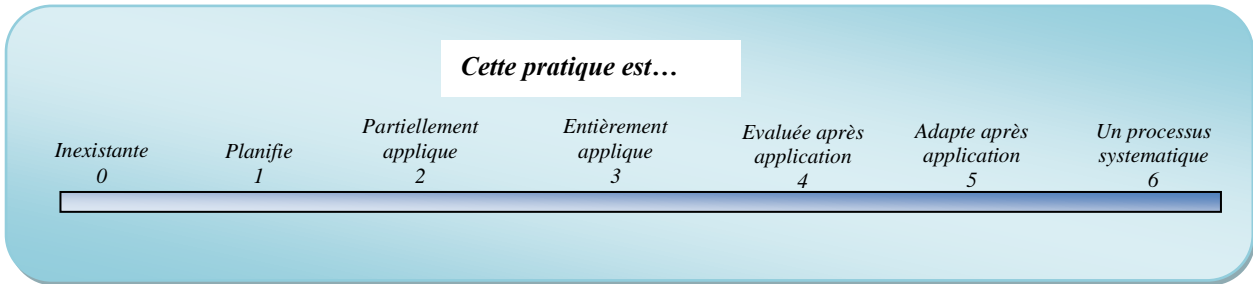 Cette pratique est…
Inexistante
0
Planifie
1
Partiellement
applique
2
Entièrement
applique
3
Evaluée après
application
4
Adapte après
application
5
Un processus
systematique
6